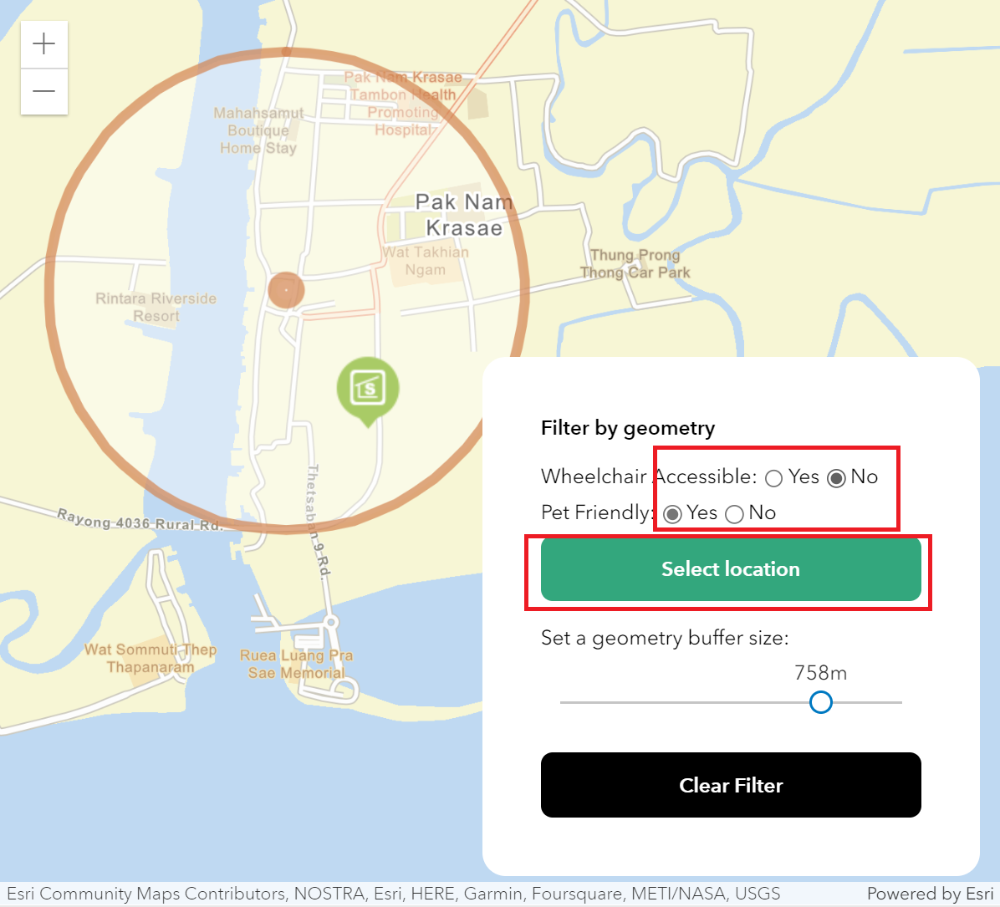 Pak Nam Krasae
Tambon Health
Promoting
Hospital
Mahahsamut
Boutique
Home Stay
Pak Nam
Krasae
Wat Takhian
Ngam
Thung Prong
Thong Car Park
Rintara Riverside
Resort
S
Thetsaban 9 Rd.
Rayong 4036 Rural Rd.
Wat Sommuti Thep
Thapanaram
Ruea Luang Pra
Sae Memorial
Filter by geometry
Wheelchair Accessible: Yes No
Pet Friendly: Yes No
Select location
Set a geometry buffer size:
758m
Clear Filter
Esri Community Maps Contributors, NOSTRA, Esri, HERE, Garmin, Foursquare, METI/NASA, USGS
Powered by Esri